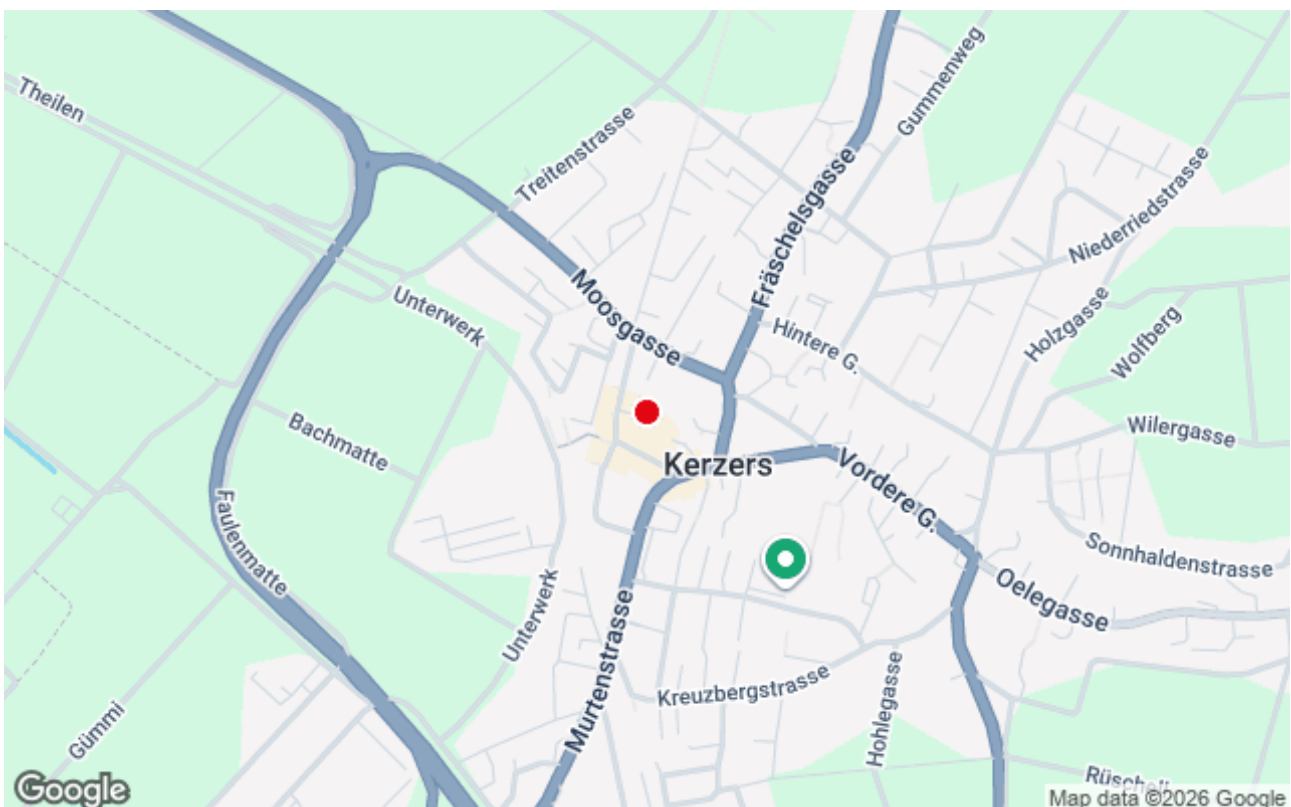 Theilen
Treitenstrasse
Gummenweg
Fräschelsgasse
Niederriedstrasse
Unterwerk
Moosgasse
Hintere G.
Holzgasse
Wolfberg
Bachmatte
Wilergasse
Kerzers
Vordere G.
Faulenmatte
Sonnhaldenstrasse
Oelegasse
Unterwerk
Murtenstrasse
Kreuzbergstrasse
Hohlegasse
Gümmi
Rüscheli
Google
Map data ©2026 Google